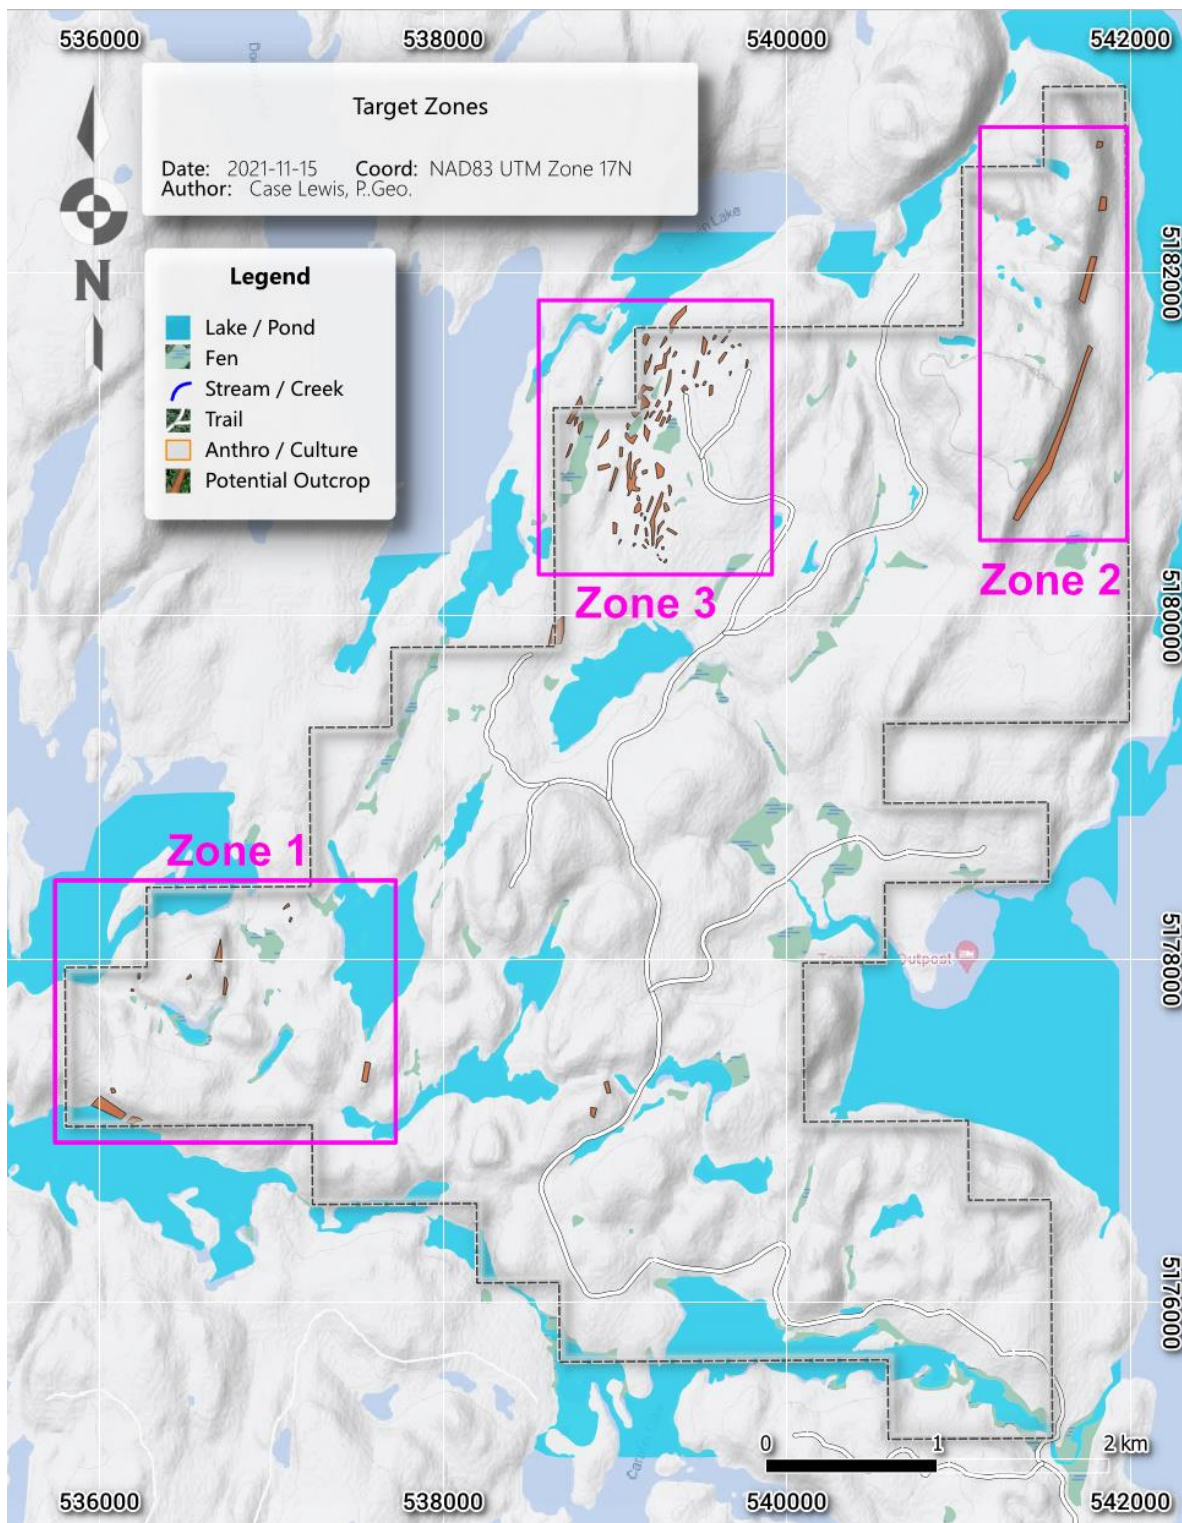 536000 538000 540000 542000
Target Zones
Date: 2021-11-15 Coord: NAD83 UTM Zone 17N
Author: Case Lewis, P.Geo.
Lake
N
5182000
Legend
Lake / Pond
Fen
Stream / Creek
Trail
Anthro / Culture
Potential Outcrop
Zone 2
Zone 3
5180000
Zone 1
Outpost
5178000
5176000
0 1 2 km
536000 538000 540000 542000